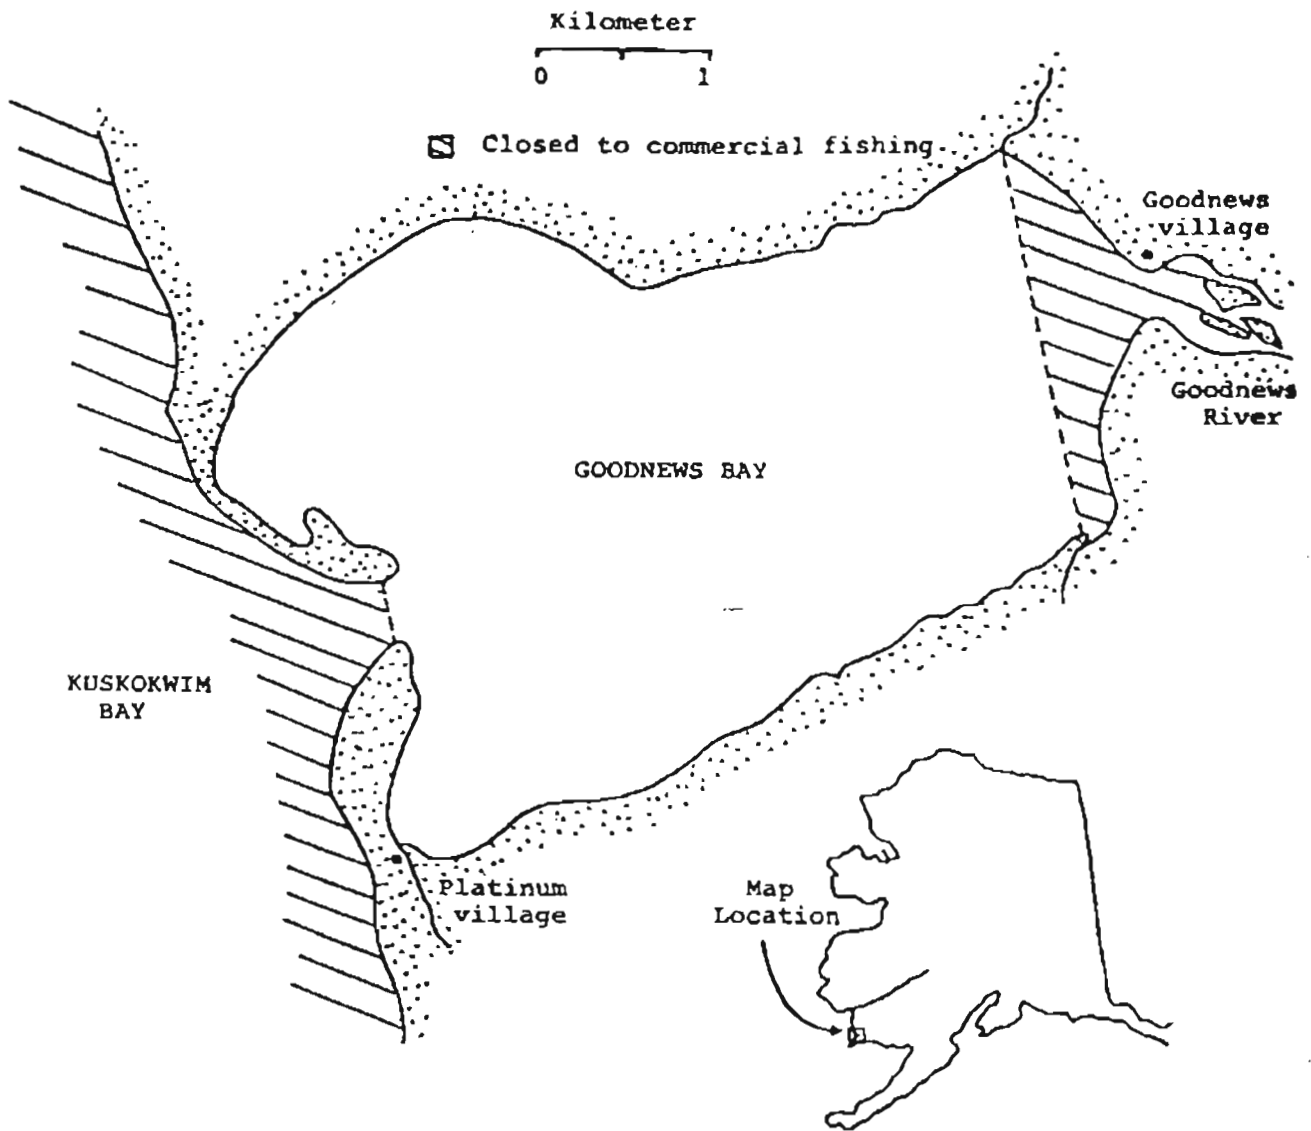 Kilometer
0 1
Closed to commercial fishing
Goodnews
village
Goodnews
River
GOODNEWS BAY
KUSKOKWIM
BAY
Platinum
village
Map
Location